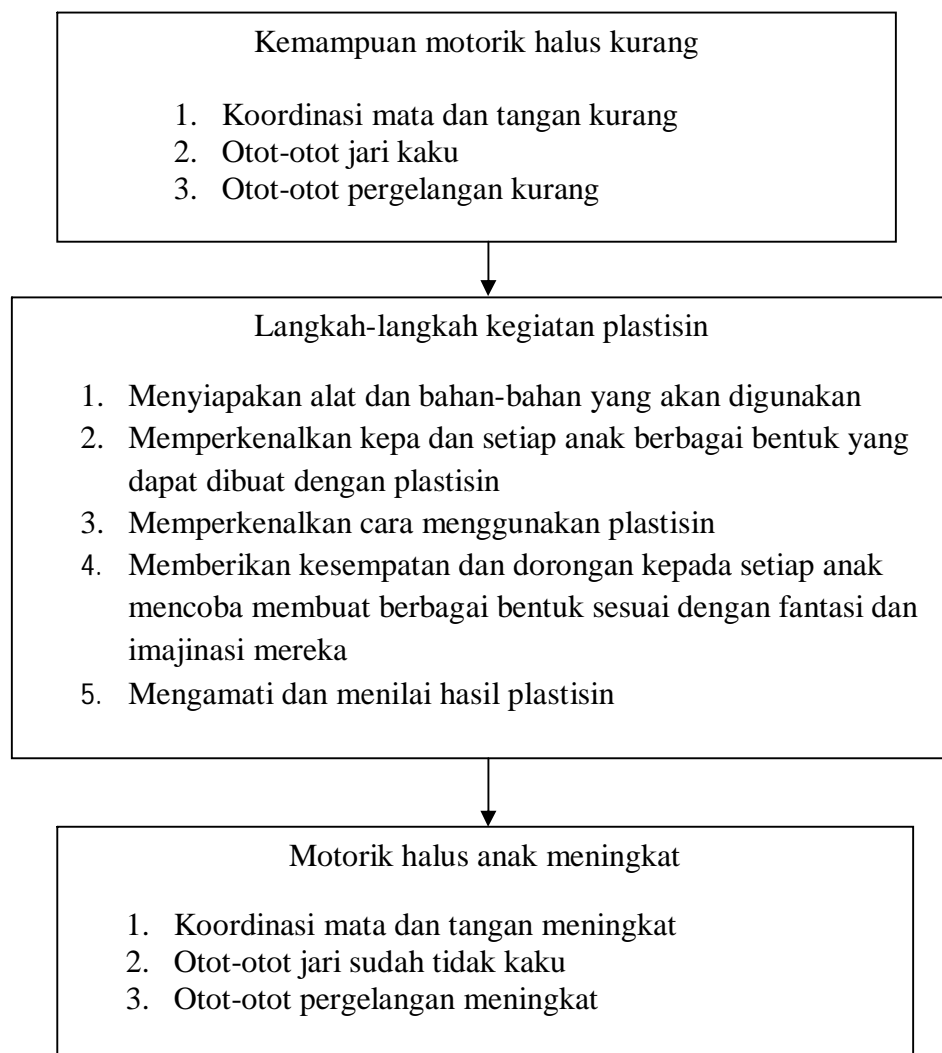 Kemampuan motorik halus kurang
1. Koordinasi mata dan tangan kurang
2. Otot-otot jari kaku
3. Otot-otot pergelangan kurang
Langkah-langkah kegiatan plastisin
1. Menyiapakan alat dan bahan-bahan yang akan digunakan
2. Memperkenalkan kepa dan setiap anak berbagai bentuk yang
dapat dibuat dengan plastisin
3. Memperkenalkan cara menggunakan plastisin
4. Memberikan kesempatan dan dorongan kepada setiap anak
mencoba membuat berbagai bentuk sesuai dengan fantasi dan
imajinasi mereka
5. Mengamati dan menilai hasil plastisin
Motorik halus anak meningkat
1. Koordinasi mata dan tangan meningkat
2. Otot-otot jari sudah tidak kaku
3. Otot-otot pergelangan meningkat